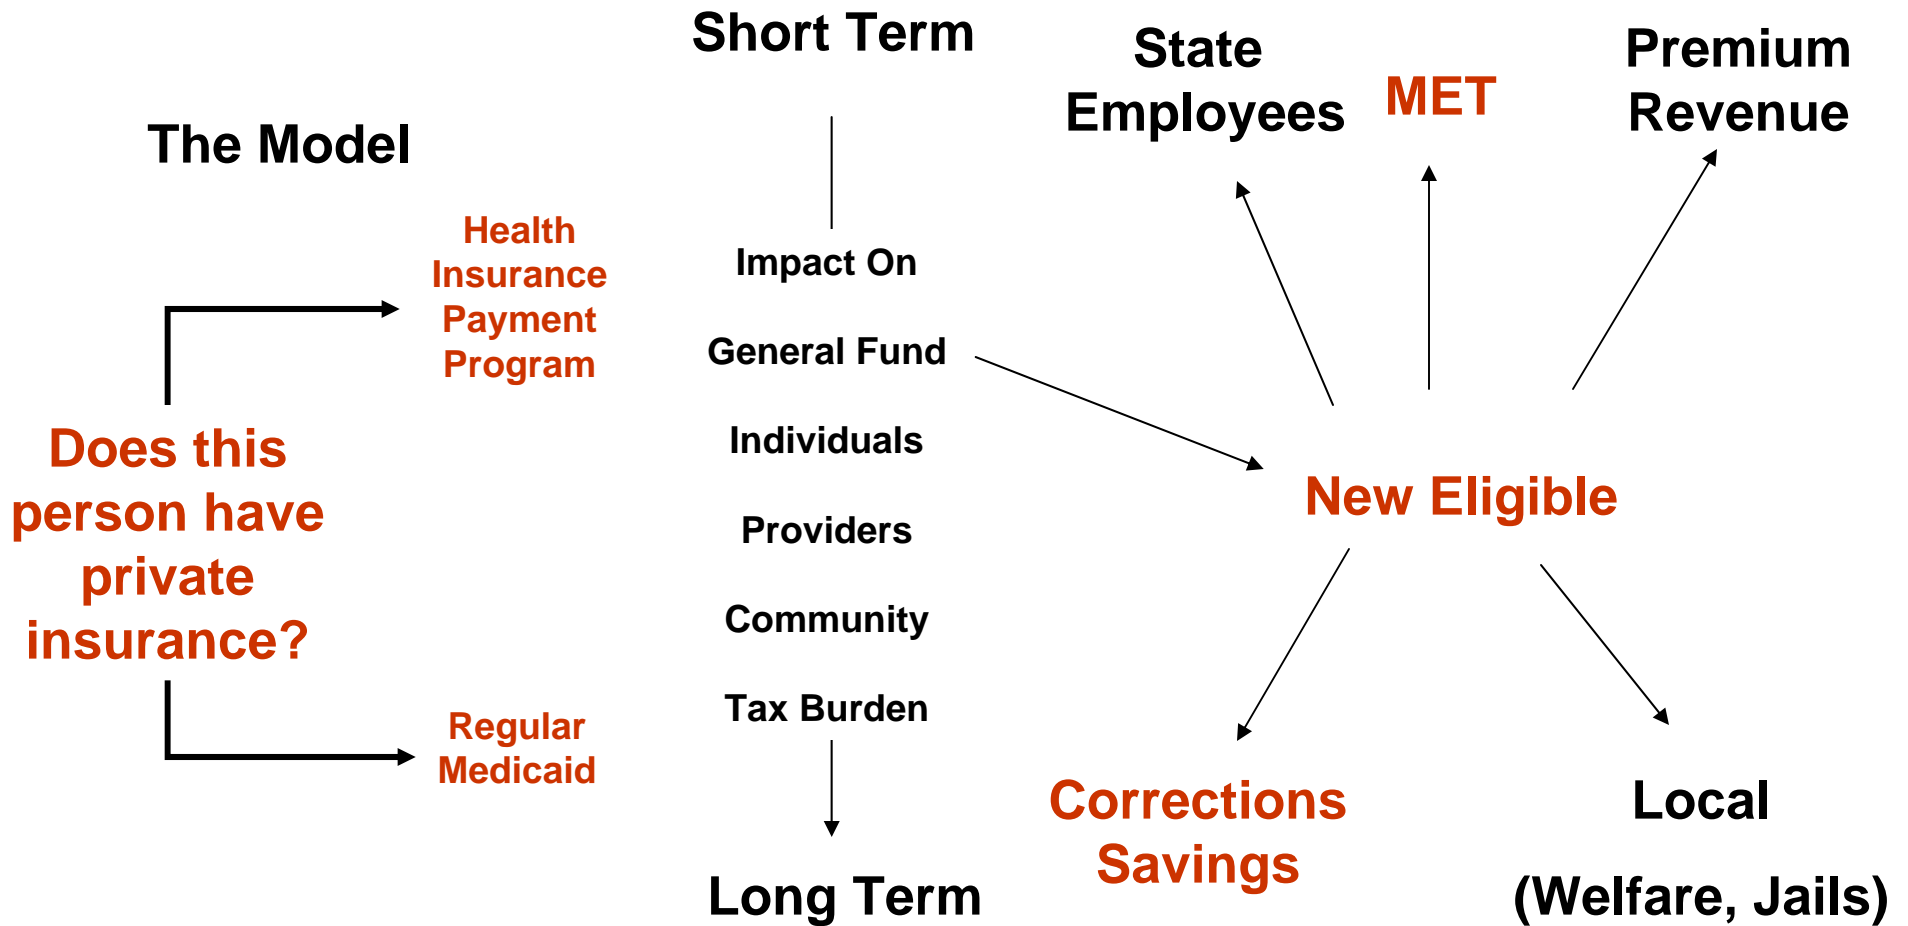 The Model
Does this
person have
private
insurance?
Health
Insurance
Payment
Program
Regular
Medicaid
Short Term
Impact On
General Fund
Individuals
Providers
Community
Tax Burden
Long Term
State
Employees
MET
Premium
Revenue
New Eligible
Corrections
Savings
Local
(Welfare, Jails)